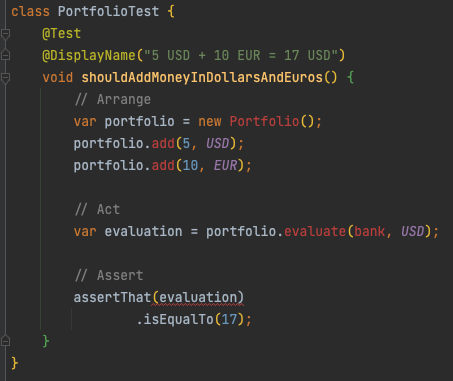 class PortfolioTest {
@Test
@DisplayName("5 USD + 10 EUR = 17 USD")
void shouldAddMoneyInDollarsAndEuros() {
// Arrange
var portfolio = new Portfolio();
portfolio.add(5, USD);
portfolio.add(10, EUR);
// Act
var evaluation = portfolio.evaluate(bank, USD);
// Assert
assertThat(evaluation)
.isEqualTo(17);
}
}